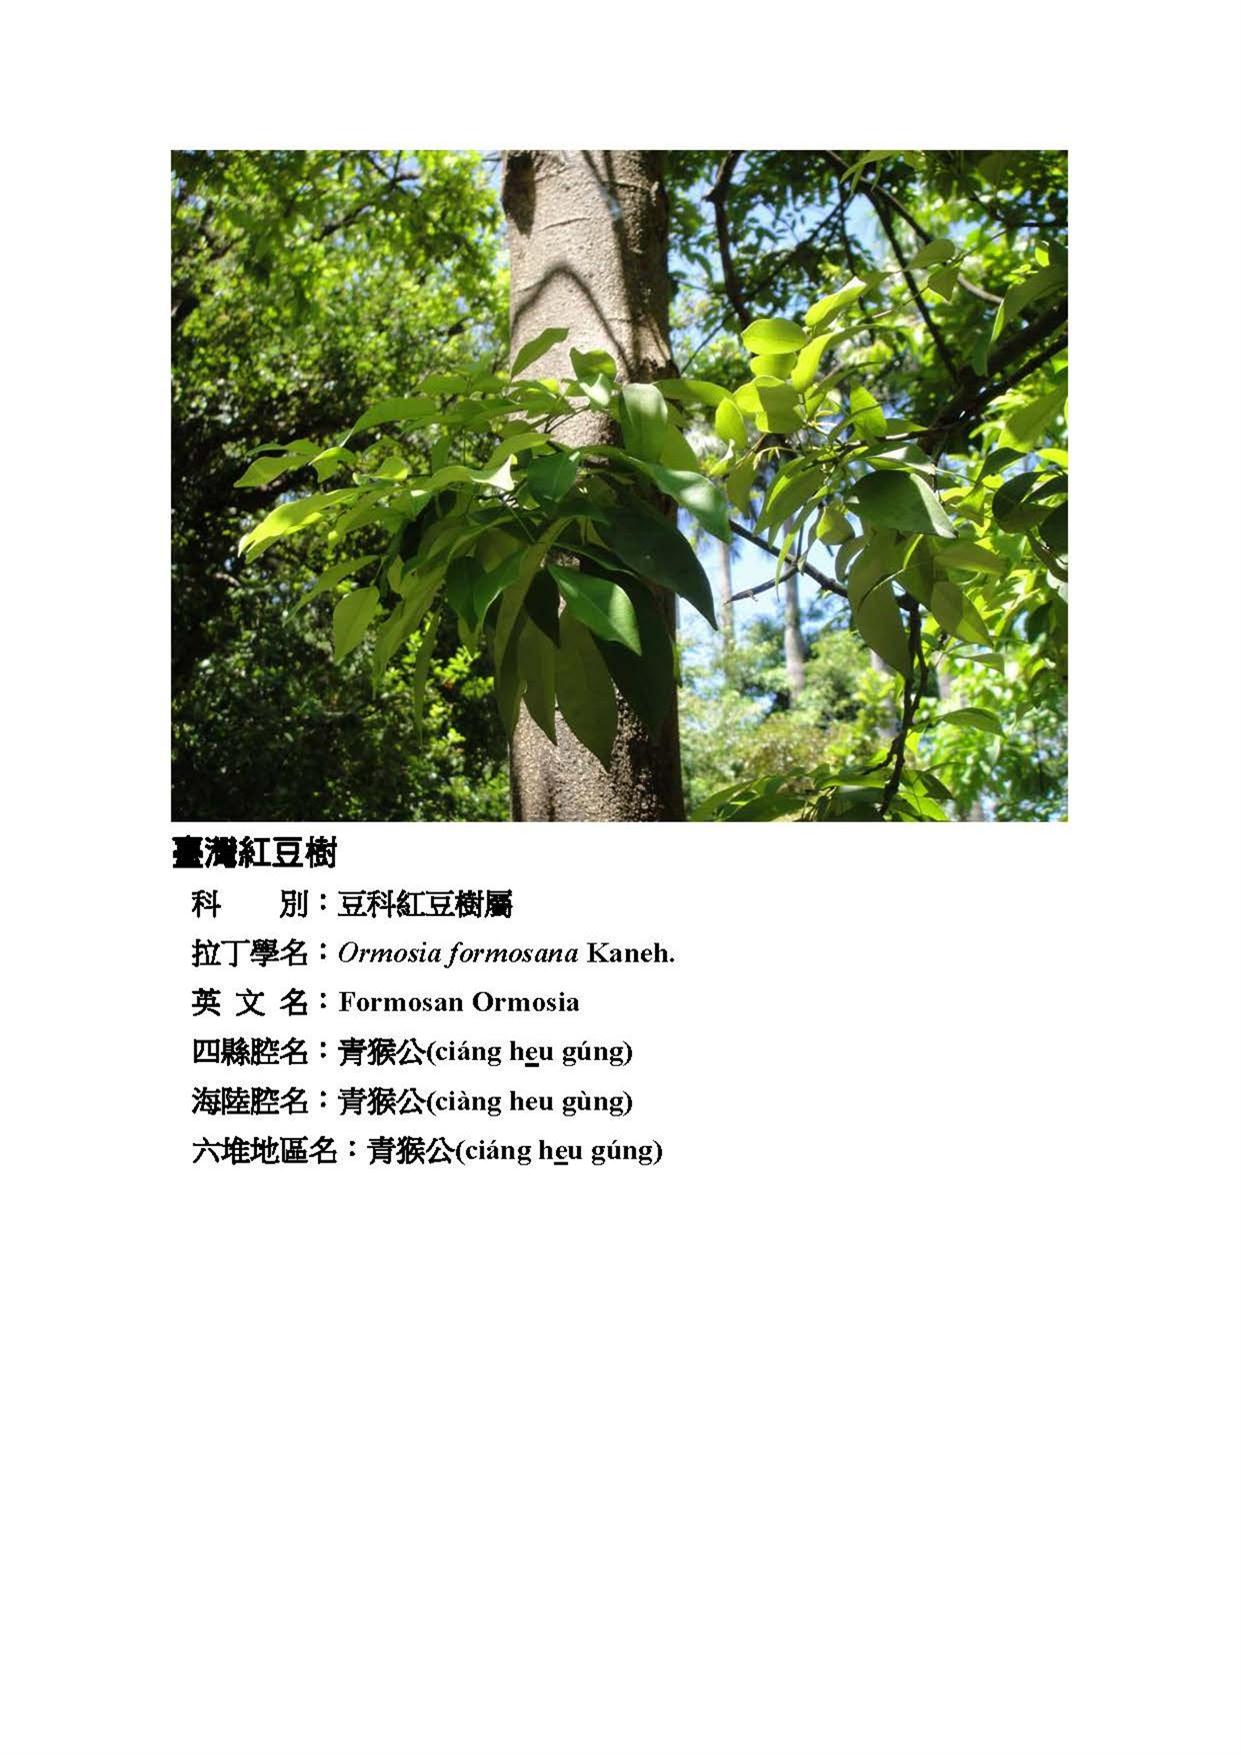 臺灣紅豆樹
科　　別：豆科紅豆樹屬
拉丁學名：Ormosia formosana Kaneh.
英 文 名：Formosan Ormosia
四縣腔名：青猴公(ciáng heu gúng)
海陸腔名：青猴公(ciàng heu gùng)
六堆地區名：青猴公(ciáng heu gúng)